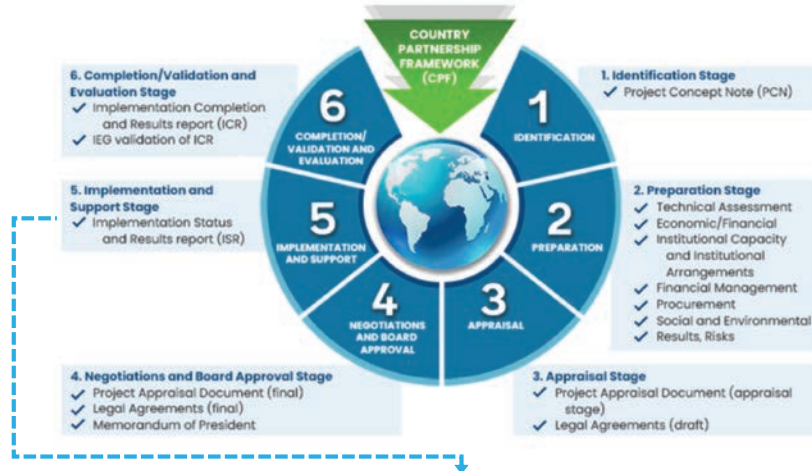 COUNTRY
PARTNERSHIP
FRAMEWORK
(CPF)
1
IDENTIFICATION
2
PREPARATION
3
APPRAISAL
4
NEGOTIATIONS
AND BOARD
APPROVAL
5
IMPLEMENTATION
AND SUPPORT
6
COMPLETION/
VALIDATION AND
EVALUATION
1. Identification Stage
Project Concept Note (PCN)
2. Preparation Stage
Technical Assessment
Economic/Financial
Institutional Capacity
and Institutional
Arrangements
Financial Management
Procurement
Social and Environmental
Results, Risks
3. Appraisal Stage
Project Appraisal Document (appraisal
stage)
Legal Agreements (draft)
4. Negotiations and Board Approval Stage
Project Appraisal Document (final)
Legal Agreements (final)
Memorandum of President
5. Implementation and
Support Stage
Implementation Status
and Results report (ISR)
6. Completion/Validation and
Evaluation Stage
Implementation Completion
and Results report (ICR)
IEG validation of ICR